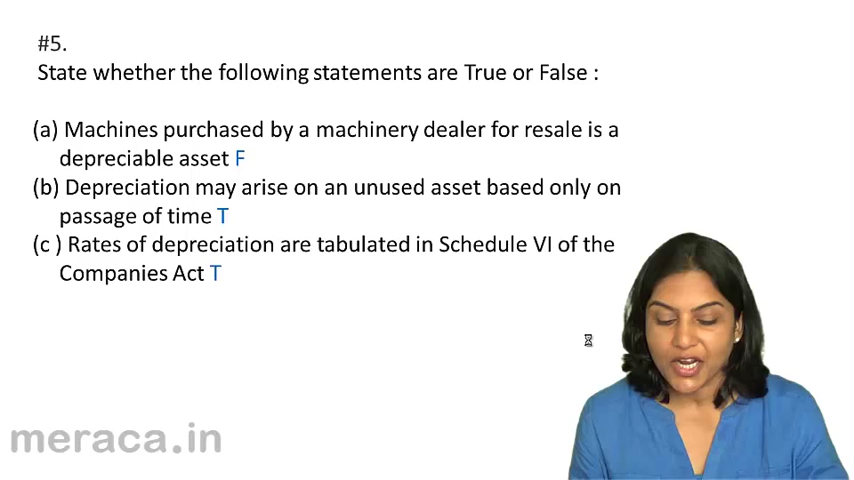 #5.
State whether the following statements are True or False :
(a) Machines purchased by a machinery dealer for resale is a
depreciable asset F
(b) Depreciation may arise on an unused asset based only on
passage of time T
(c ) Rates of depreciation are tabulated in Schedule VI of the
Companies Act T
meraca.in